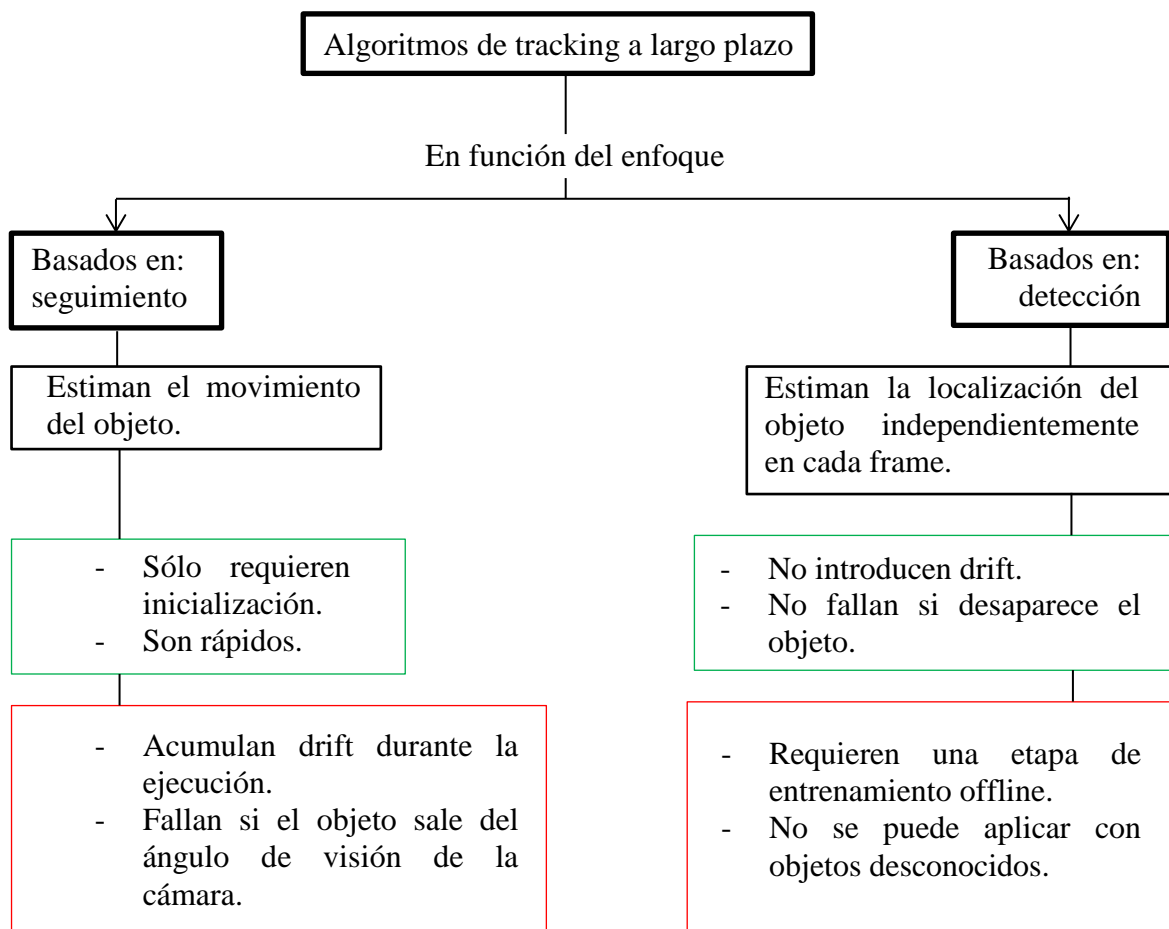 Algoritmos de tracking a largo plazo
En función del enfoque
Basados en:
seguimiento
Estiman el movimiento
del objeto.
- Sólo requieren
inicialización.
- Son rápidos.
- Acumulan drift durante la
ejecución.
- Fallan si el objeto sale del
ángulo de visión de la
cámara.
Basados en:
detección
Estiman la localización del
objeto independientemente
en cada frame.
- No introducen drift.
- No fallan si desaparece el
objeto.
- Requieren una etapa de
entrenamiento offline.
- No se puede aplicar con
objetos desconocidos.